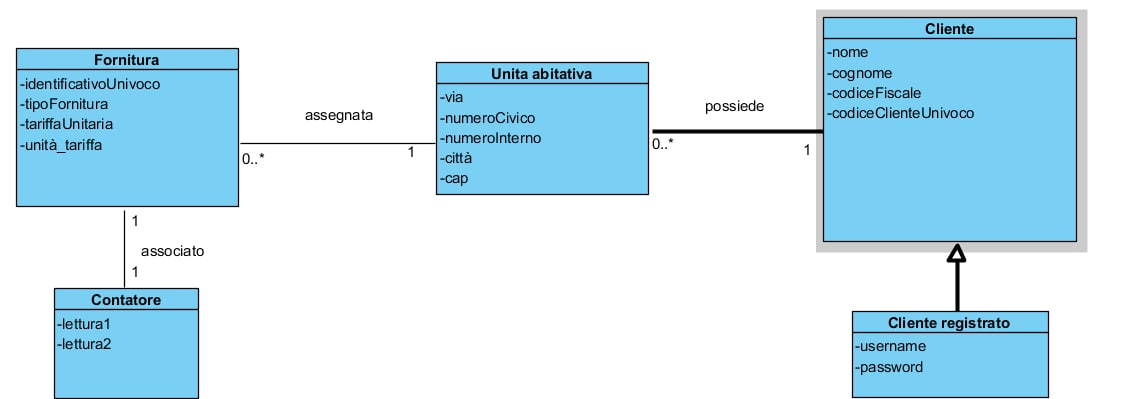 Fornitura
-identificativoUnivoco
-tipoFornitura
-tariffaUnitaria
-unità_tariffa
assegnata
0..*
1
Unita abitativa
-via
-numeroCivico
-numeroInterno
-città
-cap
possiede
0..*
1
Cliente
-nome
-cognome
-codiceFiscale
-codiceClienteUnivoco
1
associato
1
Contatore
-lettura1
-lettura2
Cliente registrato
-username
-password